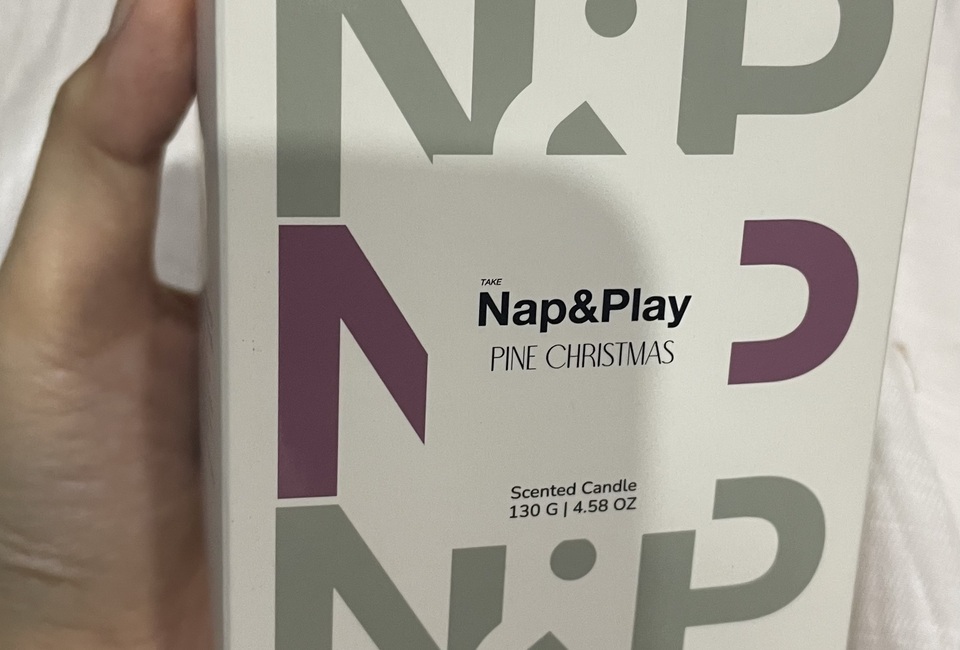 N&P
N P
TAKE
Nap&Play
PINE CHRISTMAS
Scented Candle
130 G | 4.58 OZ
N&P